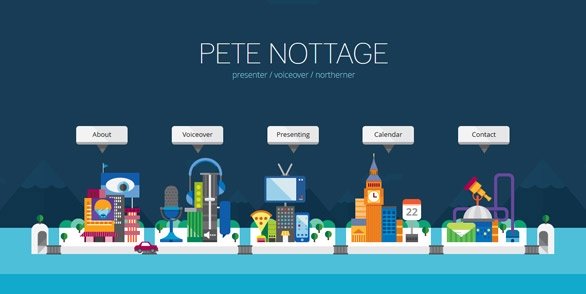 PETE NOTTAGE
presenter / voiceover / northerner
About
Voiceover
Presenting
Calendar
Contact
22